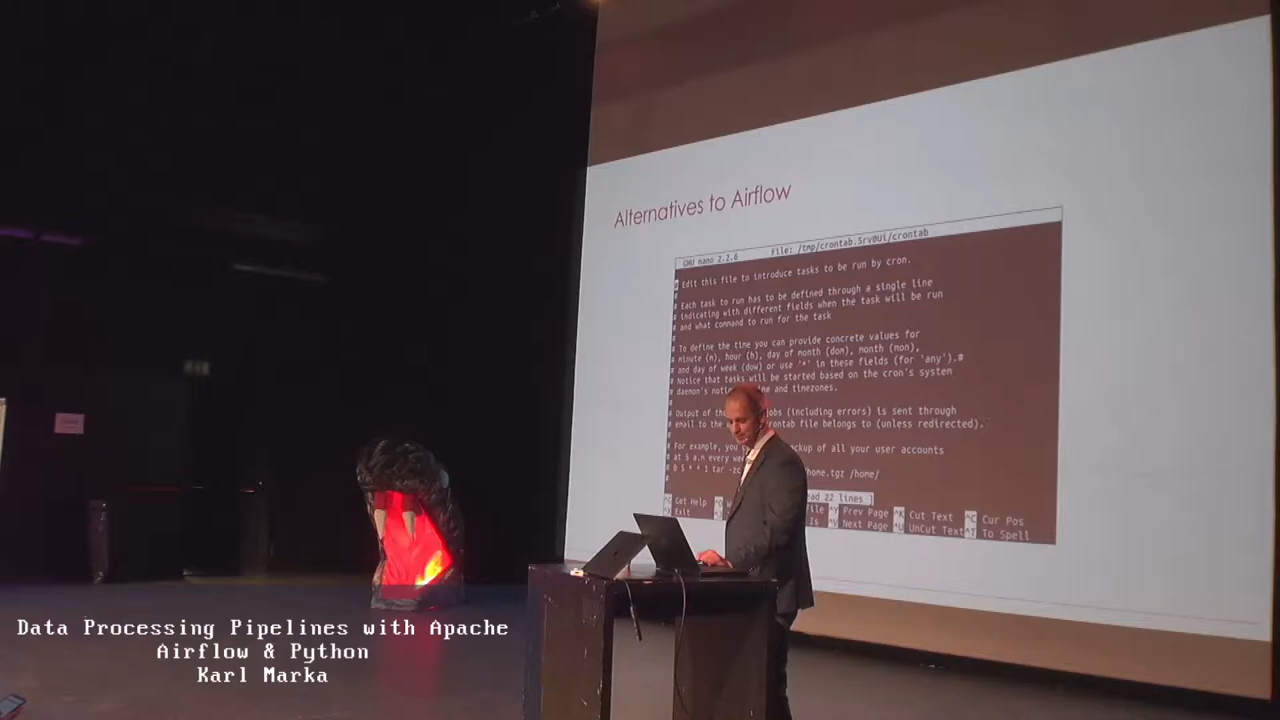 Alternatives to Airflow
GNU nano 2.2.6 File: /tmp/crontab.5rv0Ui/crontab
# Edit this file to introduce tasks to be run by cron.
#
# Each task to run has to be defined through a single line
# indicating with different fields when the task will be run
# and what command to run for the task
#
# To define the time you can provide concrete values for
# minute (m), hour (h), day of month (dom), month (mon),
# and day of week (dow) or use '*' in these fields (for 'any').#
# Notice that tasks will be started based on the cron's system
# daemon's and timezones.
#
# Output of jobs (including errors) is sent through
# email to the crontab file belongs to (unless redirected).
#
# For example, you backup of all your user accounts
# at 5 a.m every
# 0 5 * * 1 tar home.tgz /home/
#
22 lines ]
Get Help Prev Page ^K Cut Text ^C Cur Pos
^X Exit Next Page UnCut Text ^T To Spell
Data Processing Pipelines with Apache
Airflow & Python
Karl Marka